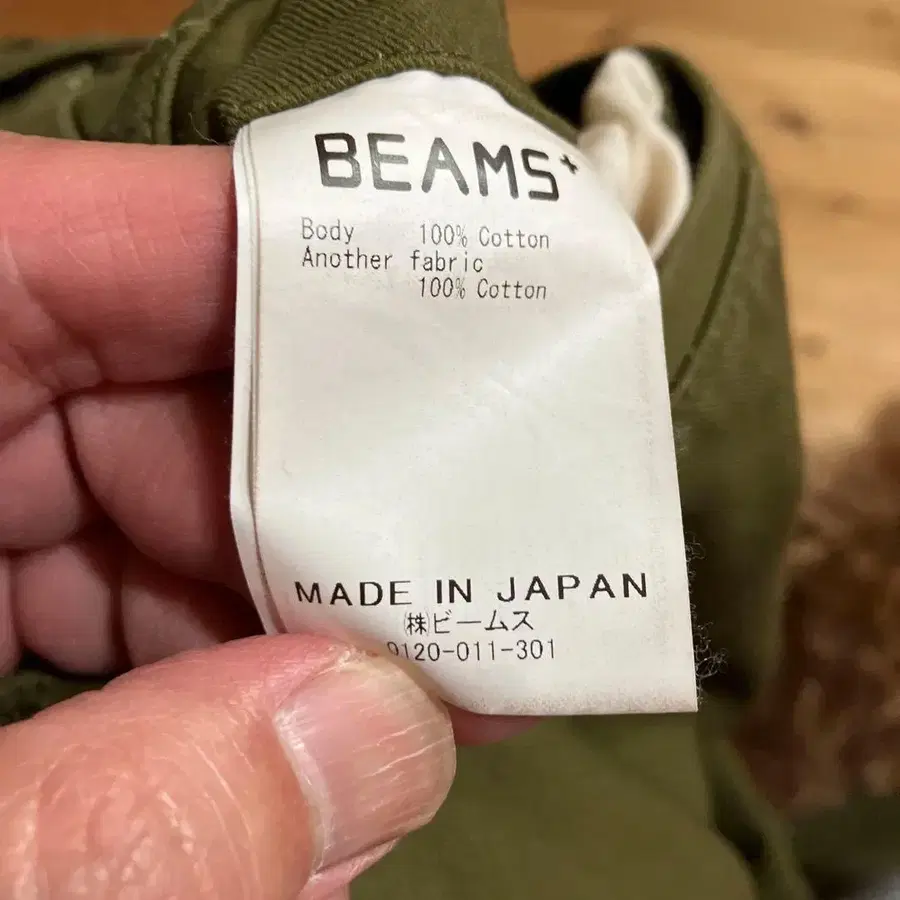 BEAMS+
Body 100% Cotton
Another fabric
100% Cotton
MADE IN JAPAN
㈱ビームス
0120-011-301